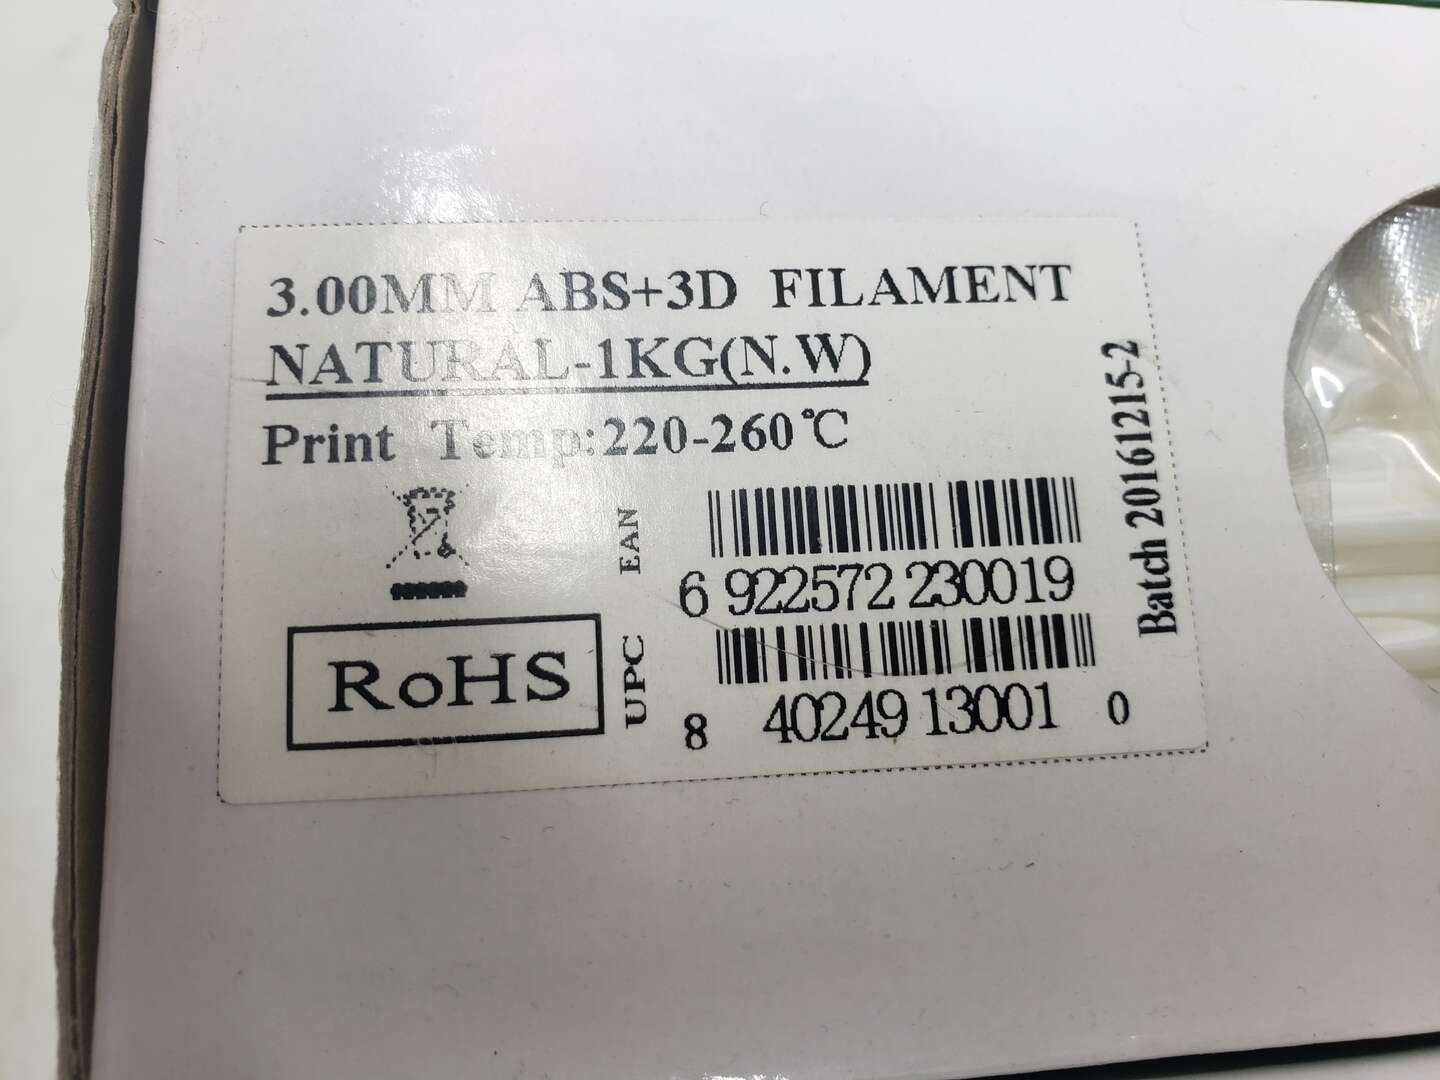 3.00MM ABS+3D FILAMENT
NATURAL-1KG(N.W)
Print Temp:220-260℃
EAN
6 922572 230019
UPC
8 40249 13001 0
RoHS
Batch 20161215-2